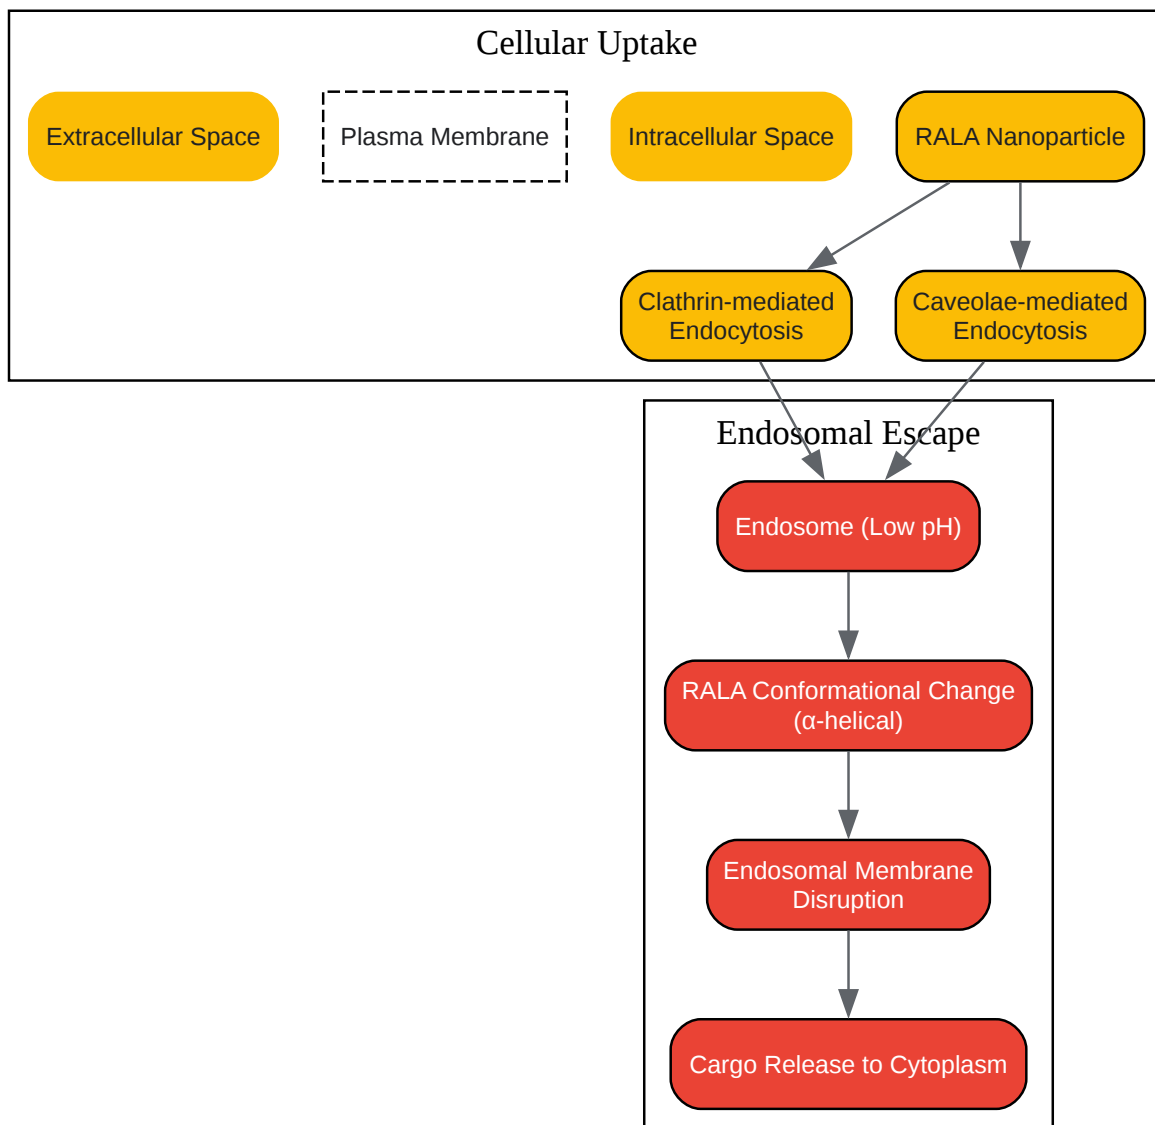 Cellular Uptake
Extracellular Space
Plasma Membrane
Intracellular Space
RALA Nanoparticle
Clathrin-mediated
Endocytosis
Caveolae-mediated
Endocytosis
Endosomal Escape
Endosome (Low pH)
RALA Conformational Change
(α-helical)
Endosomal Membrane
Disruption
Cargo Release to Cytoplasm